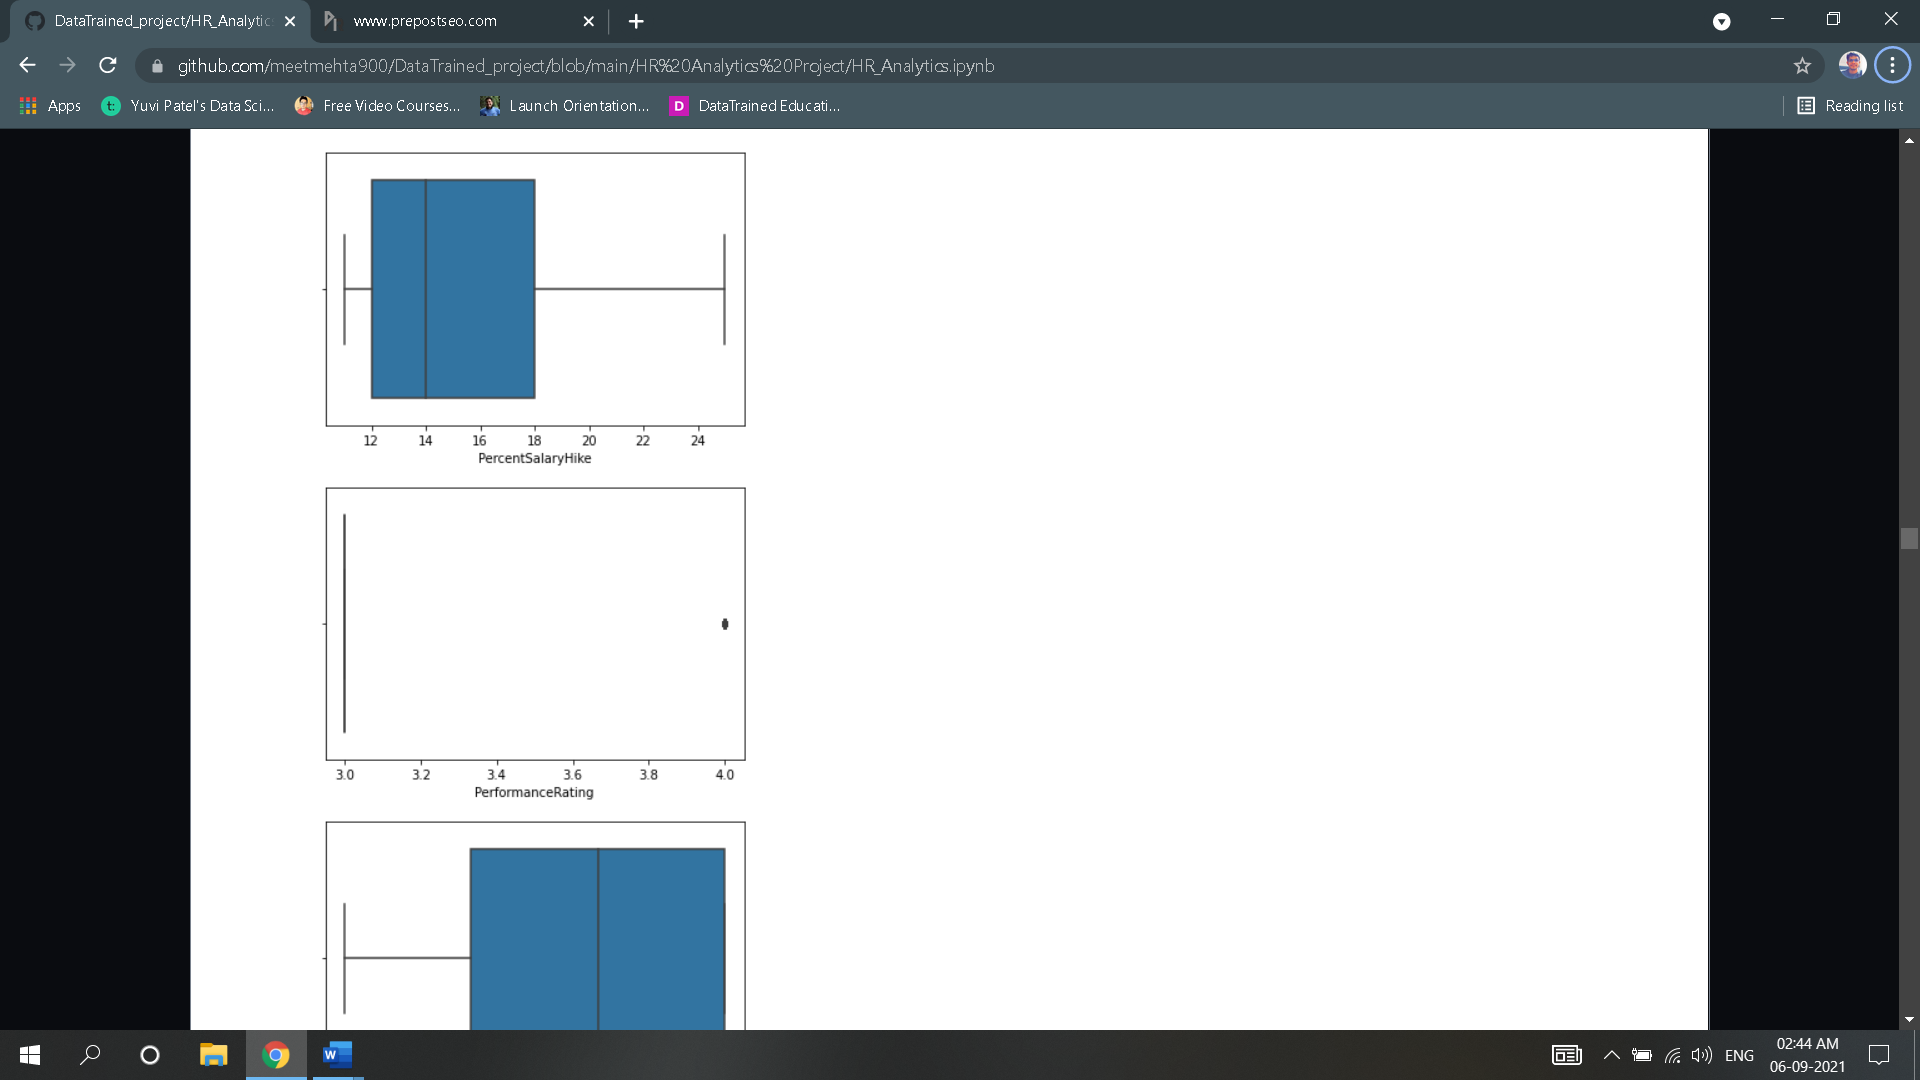 DataTrained_project/HR_Analytic
www.prepostseo.com
github.com/meetmehta900/DataTrained_project/blob/main/HR%20Analytics%20Project/HR_Analytics.ipynb
Apps
t:
Yuvi Patel's Data Sci...
Free Video Courses...
Launch Orientation...
D
DataTrained Educati...
Reading list
12 14 16 18 20 22 24
PercentSalaryHike
3.0 3.2 3.4 3.6 3.8 4.0
PerformanceRating
W
ENG
02:44 AM
06-09-2021